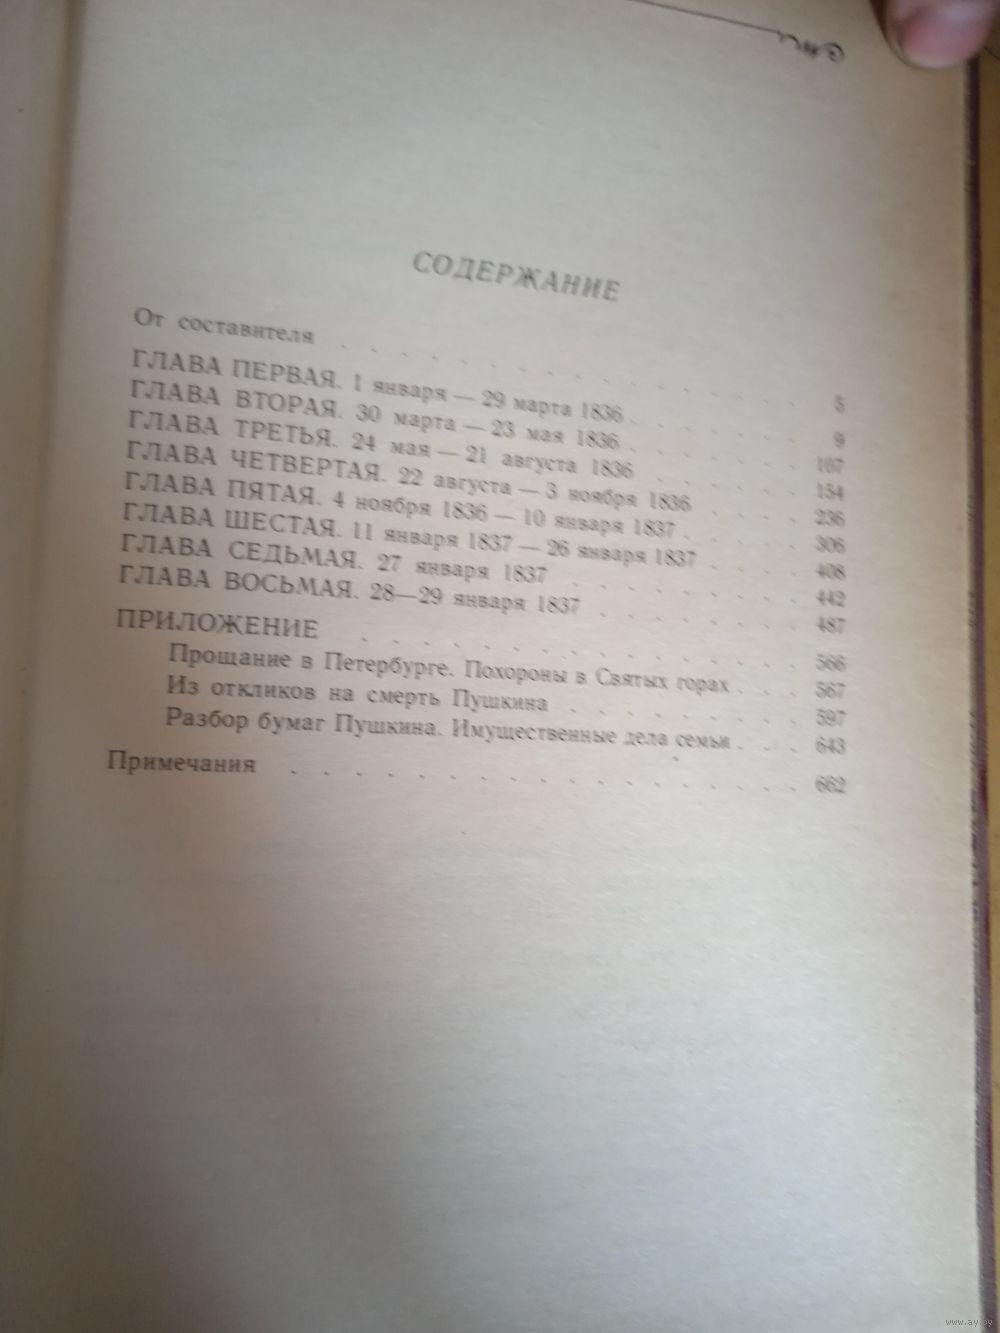 СОДЕРЖАНИЕ
От составителя . . . . . . . . . . . . . . . . 5
ГЛАВА ПЕРВАЯ. 1 января — 29 марта 1836 . . . . . . 9
ГЛАВА ВТОРАЯ. 30 марта — 23 мая 1836 . . . . . . 107
ГЛАВА ТРЕТЬЯ. 24 мая — 21 августа 1836 . . . . . . 154
ГЛАВА ЧЕТВЕРТАЯ. 22 августа — 3 ноября 1836 . . . . 236
ГЛАВА ПЯТАЯ. 4 ноября 1836 — 10 января 1837 . . . . 306
ГЛАВА ШЕСТАЯ. 11 января 1837 — 26 января 1837 . . . . 408
ГЛАВА СЕДЬМАЯ. 27 января 1837 . . . . . . . . . 442
ГЛАВА ВОСЬМАЯ. 28—29 января 1837 . . . . . . . . 487
ПРИЛОЖЕНИЕ . . . . . . . . . . . . . . . . 566
Прощание в Петербурге. Похороны в Святых горах . . . 567
Из откликов на смерть Пушкина . . . . . . . . . 597
Разбор бумаг Пушкина. Имущественные дела семьи . . . 643
Примечания . . . . . . . . . . . . . . . . . . 662
www.ay.by